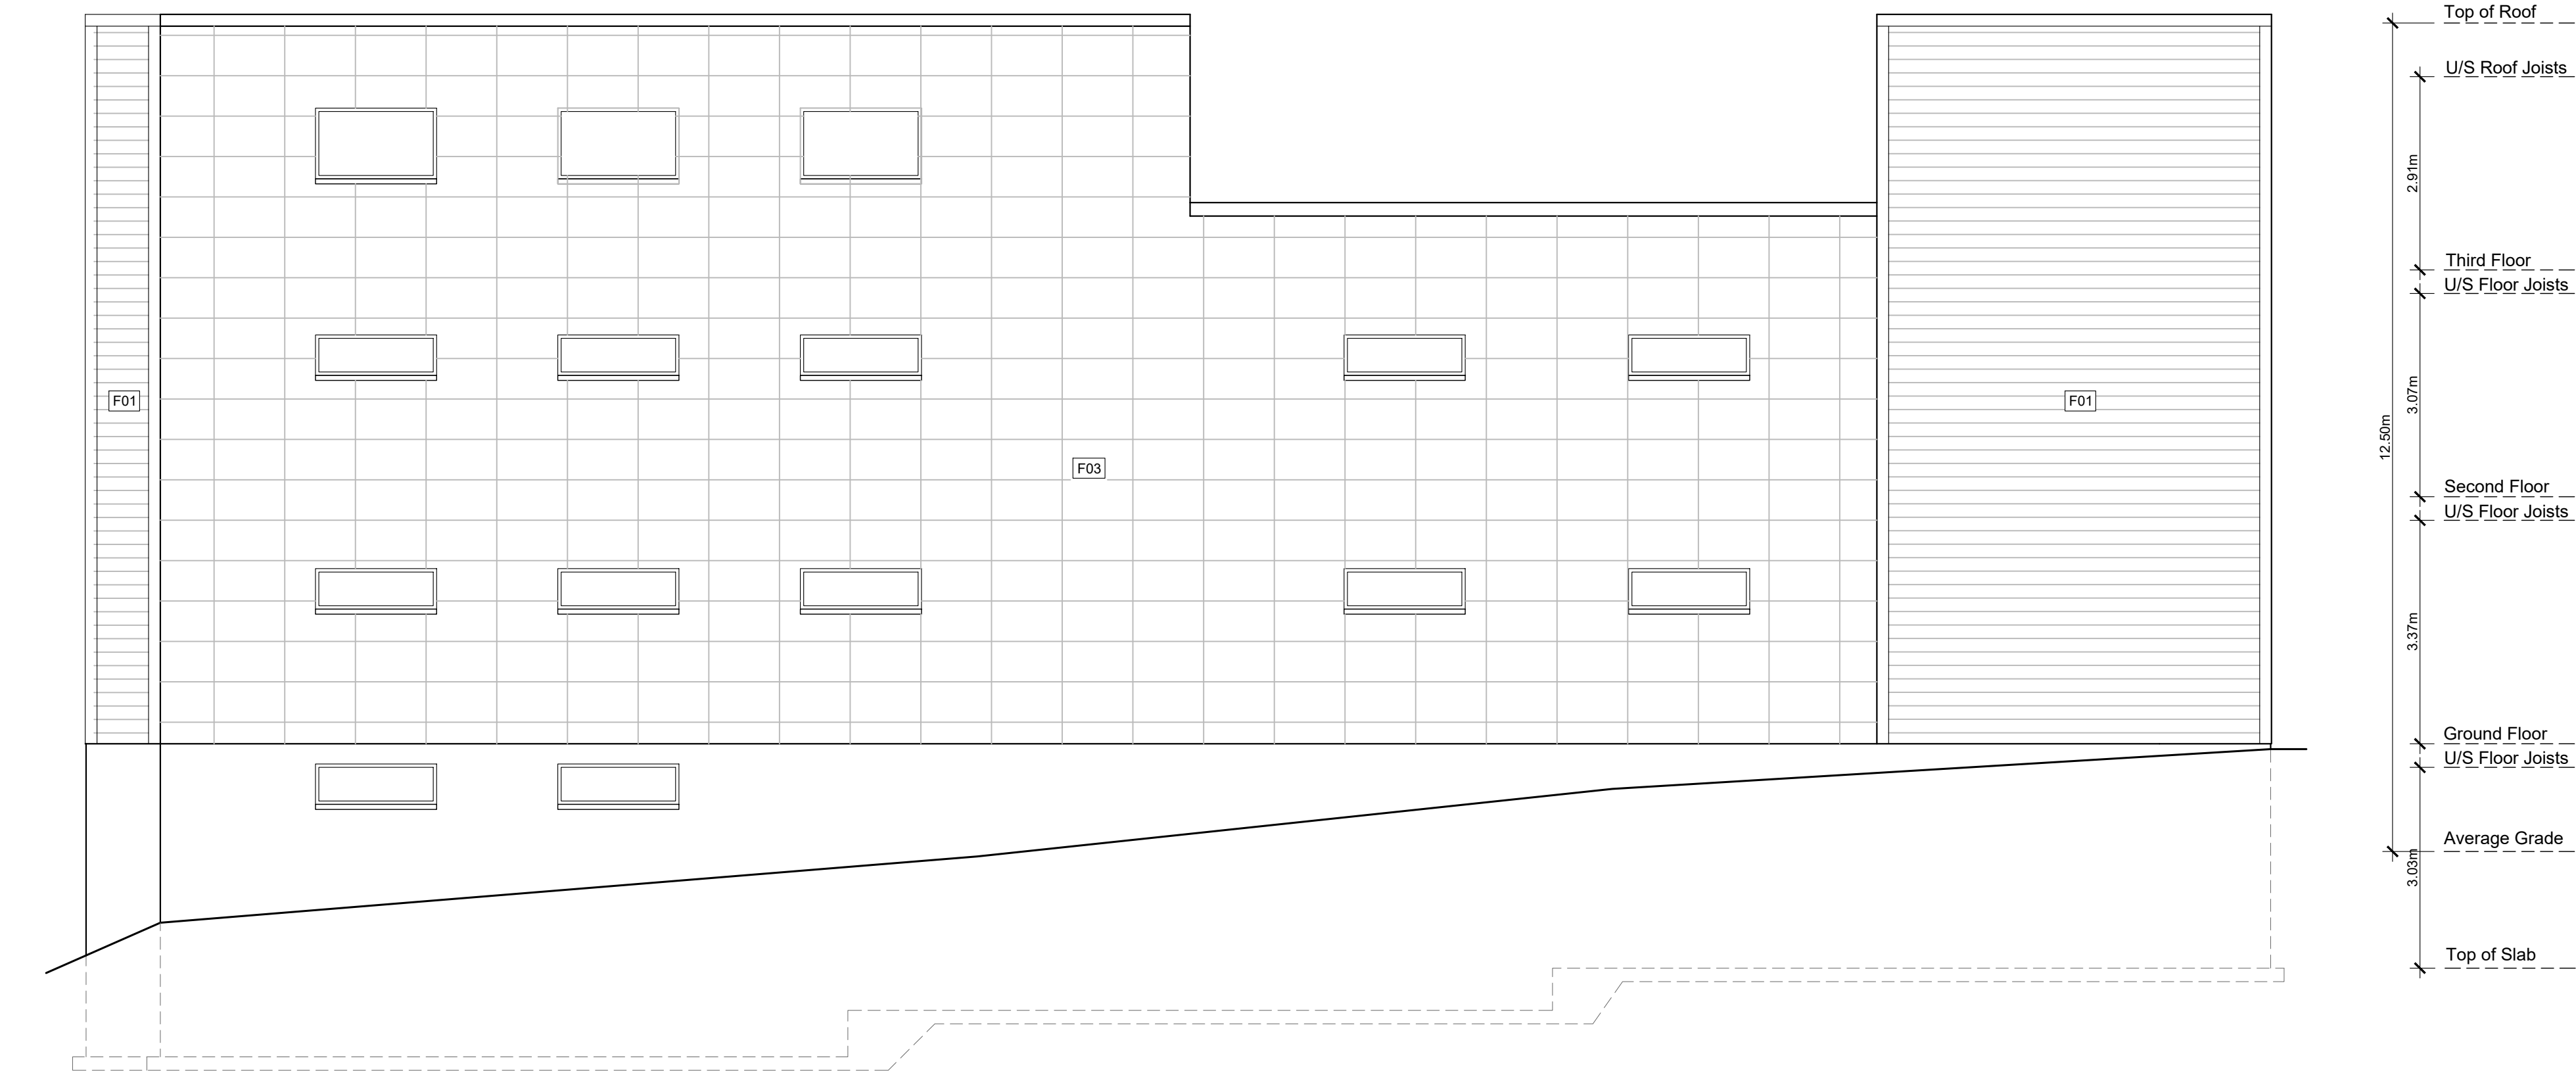 Top of Roof
U/S Roof Joists
2.91m
Third Floor
U/S Floor Joists
F01
F01
3.07m
12.50m
F03
Second Floor
U/S Floor Joists
3.37m
Ground Floor
U/S Floor Joists
Average Grade
3.03m
Top of Slab